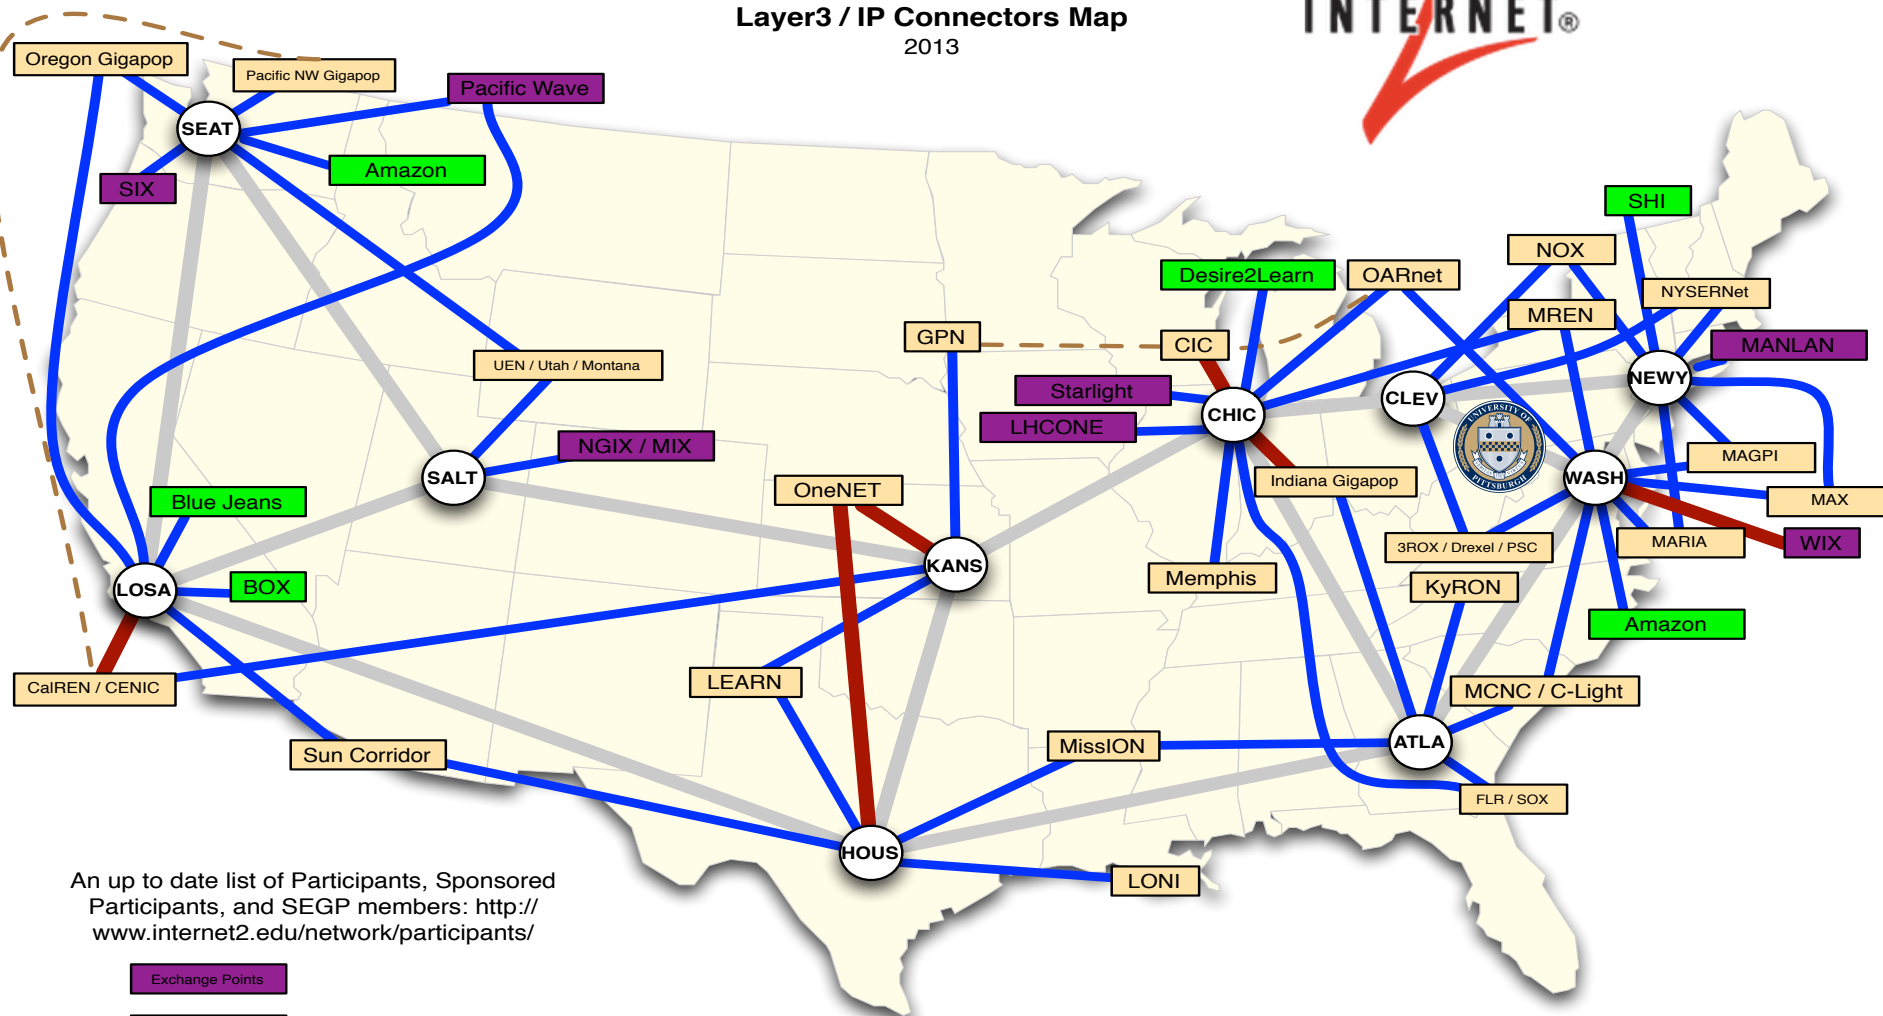 Layer3 / IP Connectors Map
2013
INTERNET®
Oregon Gigapop
Pacific NW Gigapop
Pacific Wave
SEAT
Amazon
SIX
SHI
NOX
Desire2Learn
OARnet
NYSERNet
MREN
GPN
CIC
MANLAN
UEN / Utah / Montana
NEWY
Starlight
CLEV
CHIC
LHCONE
UNIVERSITY OF
PITTSBURGH
NGIX / MIX
MAGPI
SALT
WASH
Indiana Gigapop
OneNET
Blue Jeans
MAX
3ROX / Drexel / PSC
MARIA
WIX
KANS
Memphis
LOSA
BOX
KyRON
Amazon
CalREN / CENIC
LEARN
MCNC / C-Light
Sun Corridor
MissION
ATLA
FLR / SOX
HOUS
LONI
An up to date list of Participants, Sponsored
Participants, and SEGP members: http://
www.internet2.edu/network/participants/
Exchange Points